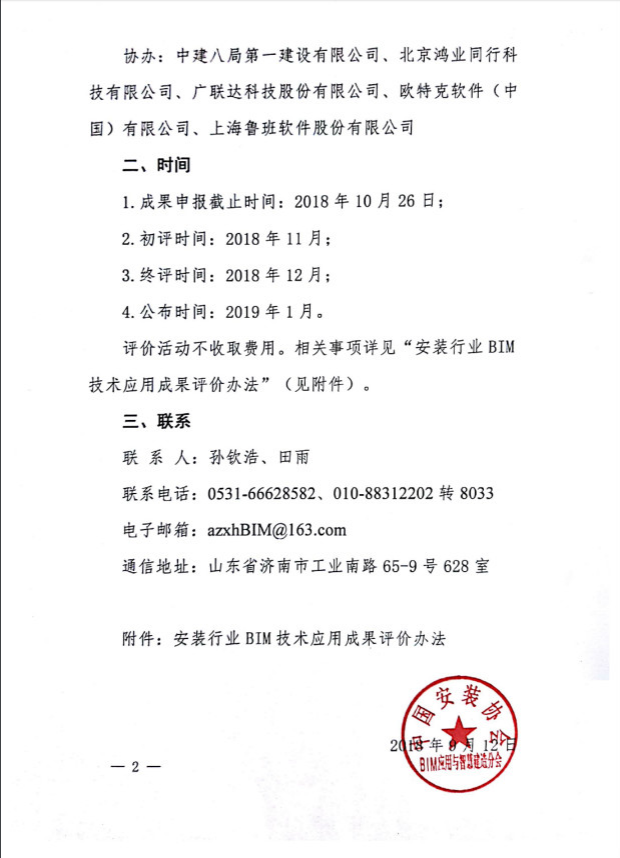 协办：中建八局第一建设有限公司、北京鸿业同行科
技有限公司、广联达科技股份有限公司、欧特克软件（中
国）有限公司、上海鲁班软件股份有限公司
二、时间
1.成果申报截止时间：2018 年 10 月 26 日；
2.初评时间：2018 年 11 月；
3.终评时间：2018 年 12 月；
4.公布时间：2019 年 1 月。
评价活动不收取费用。相关事项详见“安装行业 BIM
技术应用成果评价办法”（见附件）。
三、联系
联 系 人：孙钦浩、田雨
联系电话：0531-66628582、010-88312202 转 8033
电子邮箱：azxhBIM@163.com
通信地址：山东省济南市工业南路 65-9 号 628 室
附件：安装行业 BIM 技术应用成果评价办法
中国安装协会
2018 年 9 月 12 日
BIM应用与智慧建造分会
— 2 —